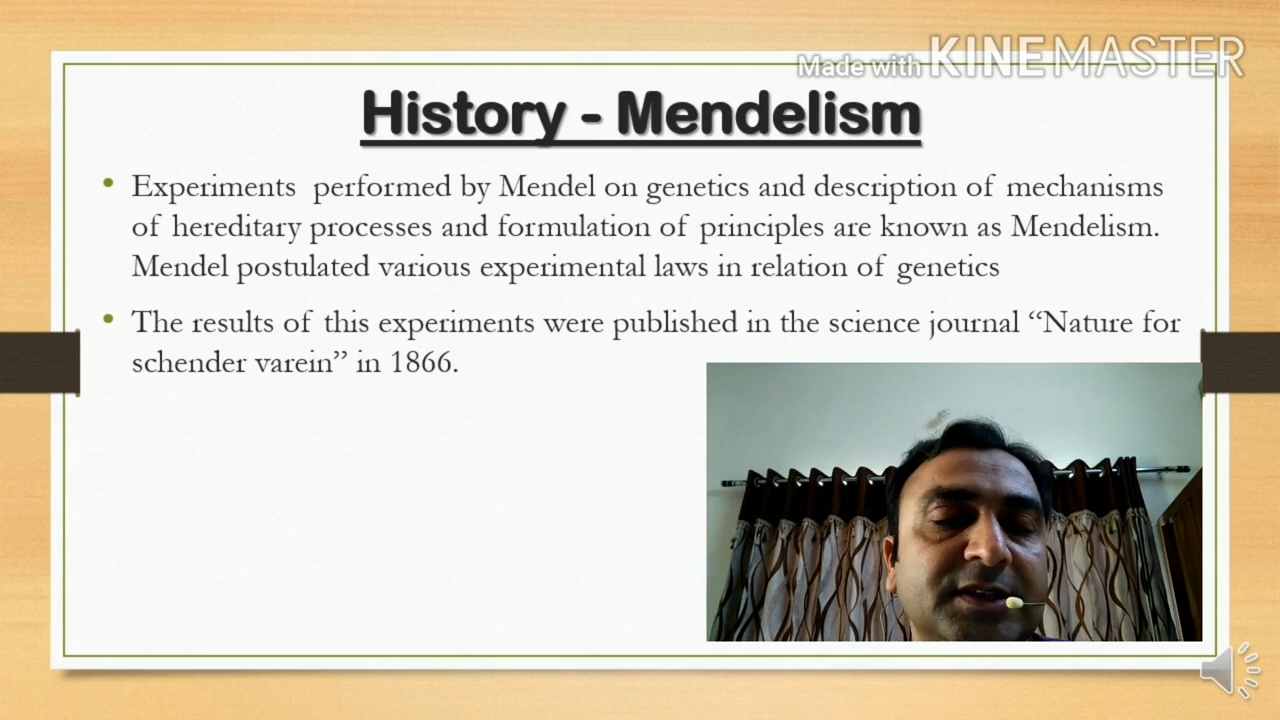 Made with KINEMASTER
History - Mendelism
• Experiments performed by Mendel on genetics and description of mechanisms
of hereditary processes and formulation of principles are known as Mendelism.
Mendel postulated various experimental laws in relation of genetics
• The results of this experiments were published in the science journal “Nature for
schender varein” in 1866.